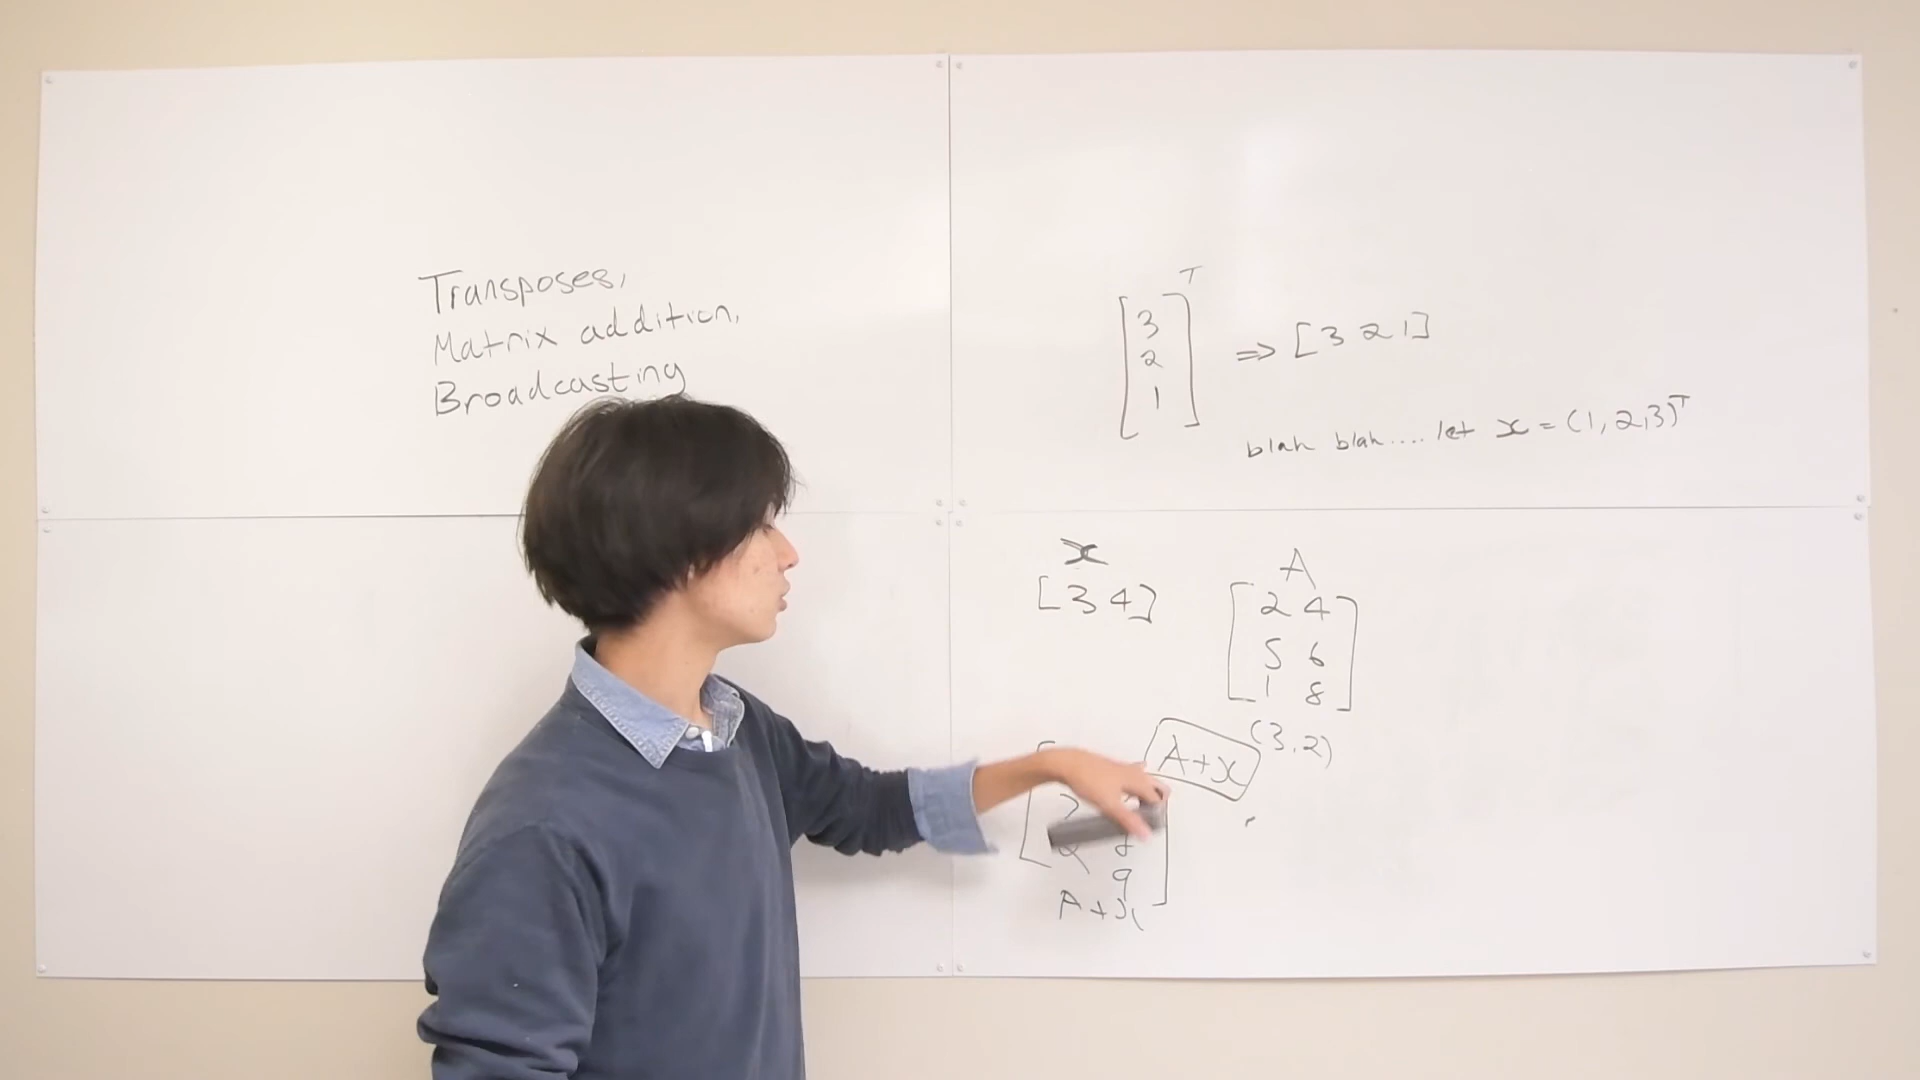 Transposes,
Matrix addition,
Broadcasting
[3 2 1]ᵀ ⇒ [3 2 1]
blah blah.... let x = (1, 2, 3)ᵀ
x
[3 4]
A
2 4
5 6
1 8
(3, 2)
A+x
9
A+x